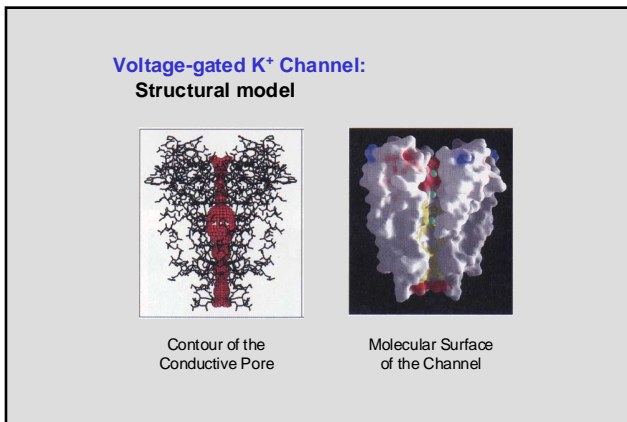 Voltage-gated K⁺ Channel:
Structural model
Contour of the
Conductive Pore
Molecular Surface
of the Channel